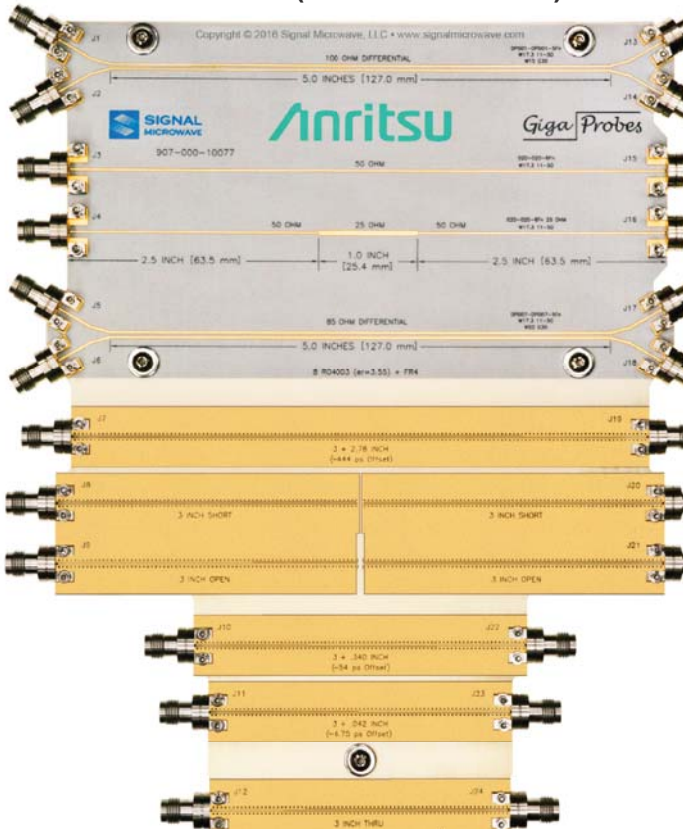 J1
Copyright © 2016 Signal Microwave, LLC • www.signalmicrowave.com
J13
100 OHM DIFFERENTIAL
5.0 INCHES [127.0 mm]
J2
J14
SIGNAL
MICROWAVE
Anritsu
Giga Probes
907-000-10077
J3
50 OHM
J15
J4
50 OHM
25 OHM
50 OHM
J16
2.5 INCH [63.5 mm]
1.0 INCH
[25.4 mm]
2.5 INCH [63.5 mm]
J5
J17
85 OHM DIFFERENTIAL
5.0 INCHES [127.0 mm]
J6
J18
8 RO4003 (er=3.55) + FR4
J7
J19
3 + 2.78 INCH
(~444 ps Offset)
J8
J20
3 INCH SHORT
3 INCH SHORT
J9
J21
3 INCH OPEN
3 INCH OPEN
J10
J22
3 + .340 INCH
(~54 ps Offset)
J11
J23
3 + .042 INCH
(~6.70 ps Offset)
J12
J24
3 INCH THRU